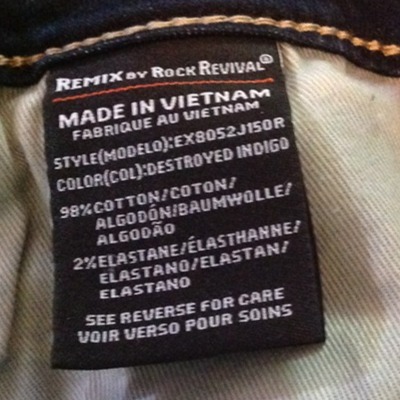 REMIX BY ROCK REVIVAL®
MADE IN VIETNAM
FABRIQUE AU VIETNAM
STYLE(MODELO):EX8052J150R
COLOR(COL):DESTROYED INDIGO
98%COTTON/COTON/
ALGODÓN/BAUMWOLLE/
ALGODÃO
2%ELASTANE/ÉLASTHANNE/
ELASTANO/ELASTAN/
ELASTANO
SEE REVERSE FOR CARE
VOIR VERSO POUR SOINS